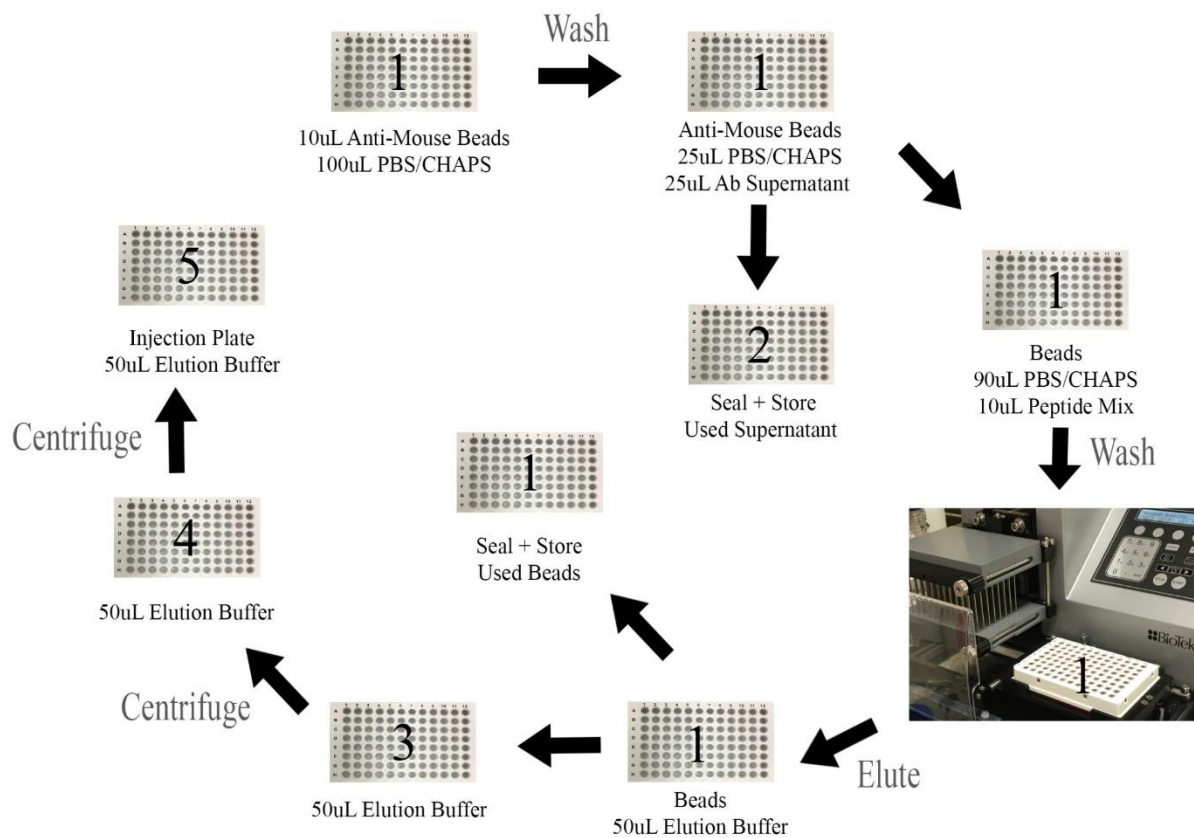 Wash
1
10uL Anti-Mouse Beads
100uL PBS/CHAPS
1
Anti-Mouse Beads
25uL PBS/CHAPS
25uL Ab Supernatant
1
Beads
90uL PBS/CHAPS
10uL Peptide Mix
2
Seal + Store
Used Supernatant
Wash
BioTek
1
Elute
1
Beads
50uL Elution Buffer
1
Seal + Store
Used Beads
3
50uL Elution Buffer
Centrifuge
4
50uL Elution Buffer
Centrifuge
5
Injection Plate
50uL Elution Buffer